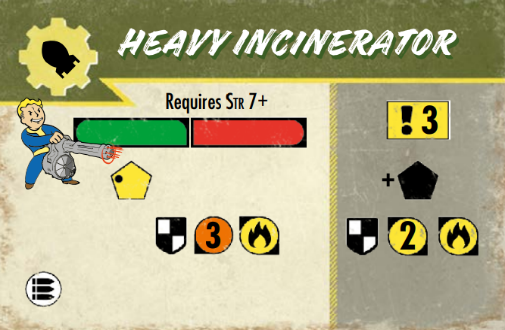 HEAVY INCINERATOR
Requires STR 7+
! 3
+
3
2